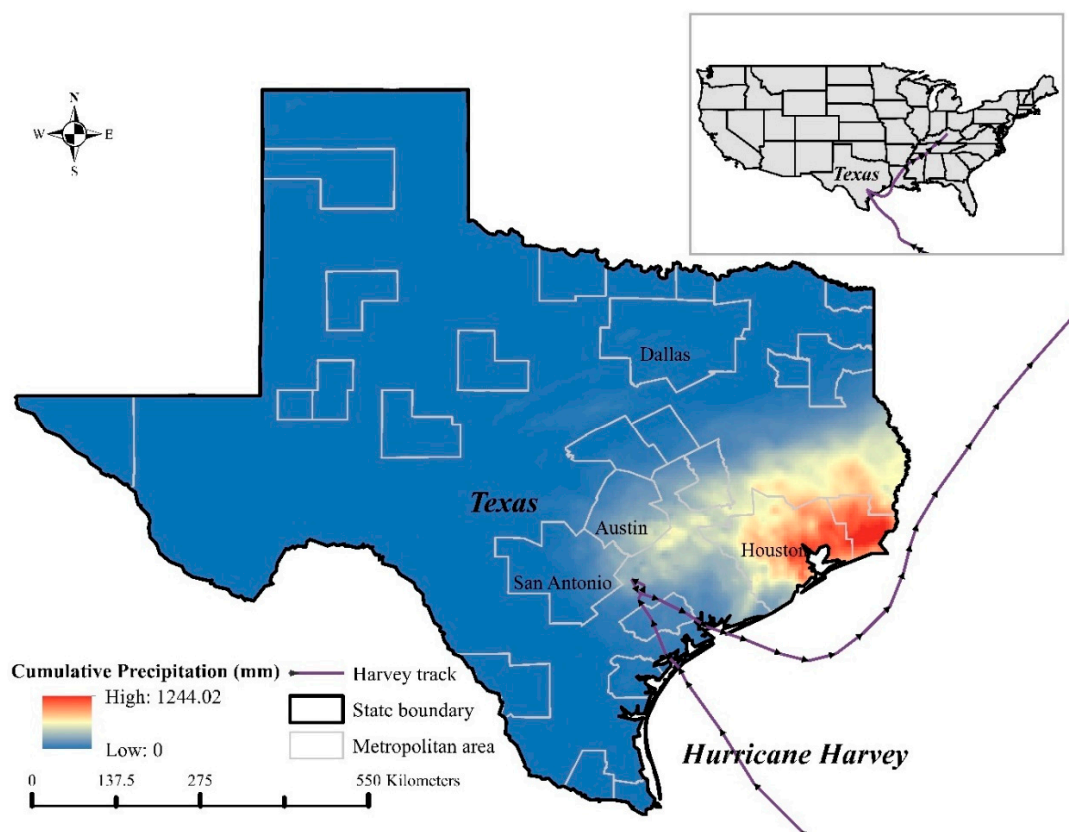 N
W E
S
Texas
Dallas
Texas
Austin
Houston
San Antonio
Hurricane Harvey
Cumulative Precipitation (mm)
High: 1244.02
Low: 0
Harvey track
State boundary
Metropolitan area
0 137.5 275 550 Kilometers